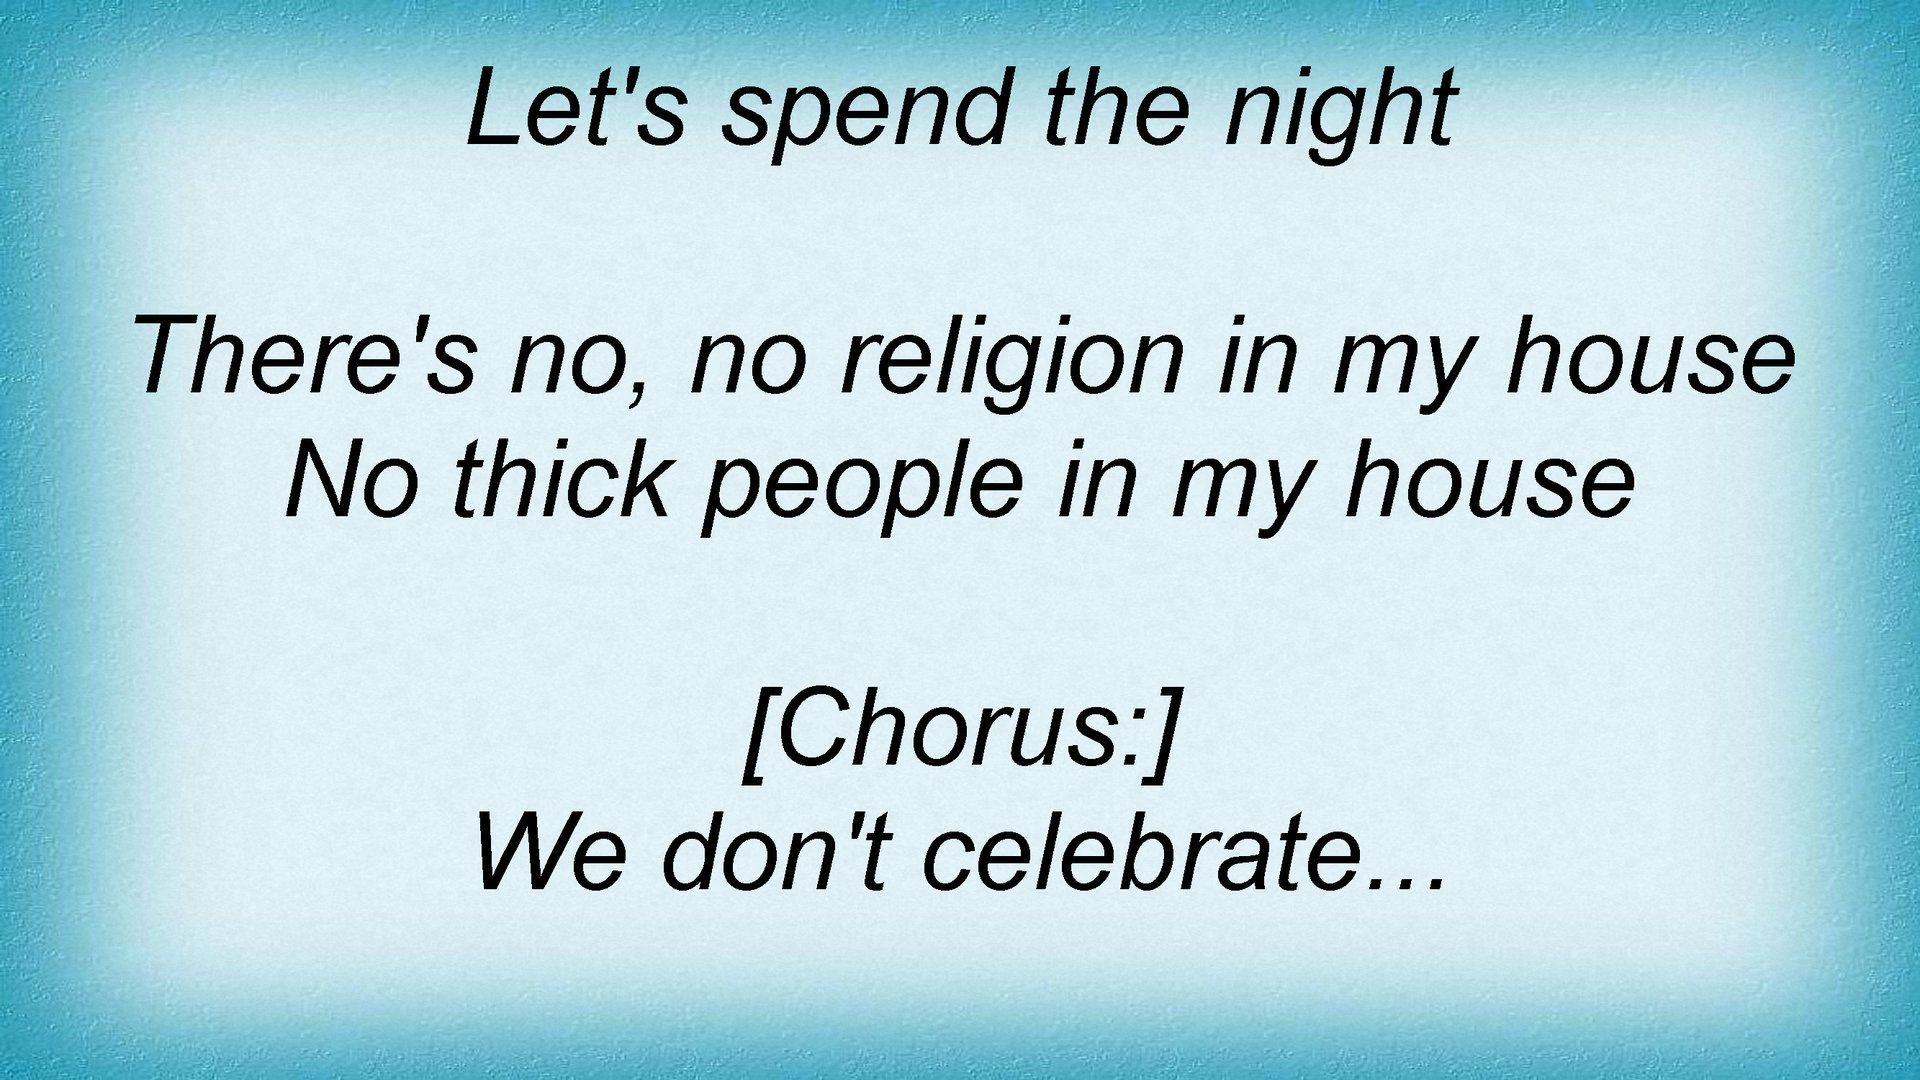 Let's spend the night
There's no, no religion in my house
No thick people in my house
[Chorus:]
We don't celebrate...